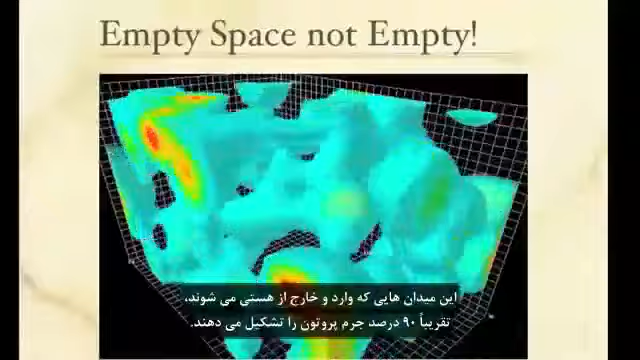 Empty Space not Empty!
این میدان هایی که وارد و خارج از هستی می شوند،
تقریباً ۹۰ درصد جرم پروتون را تشکیل می دهند.